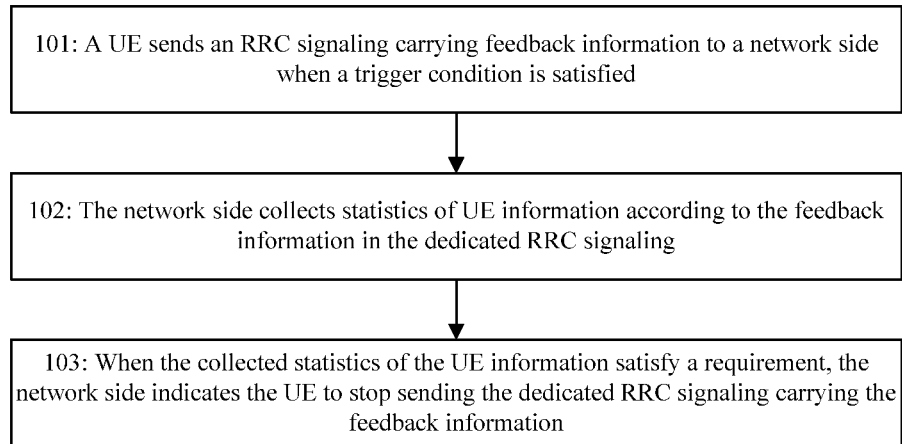 101: A UE sends an RRC signaling carrying feedback information to a network side
when a trigger condition is satisfied
102: The network side collects statistics of UE information according to the feedback
information in the dedicated RRC signaling
103: When the collected statistics of the UE information satisfy a requirement, the
network side indicates the UE to stop sending the dedicated RRC signaling carrying the
feedback information